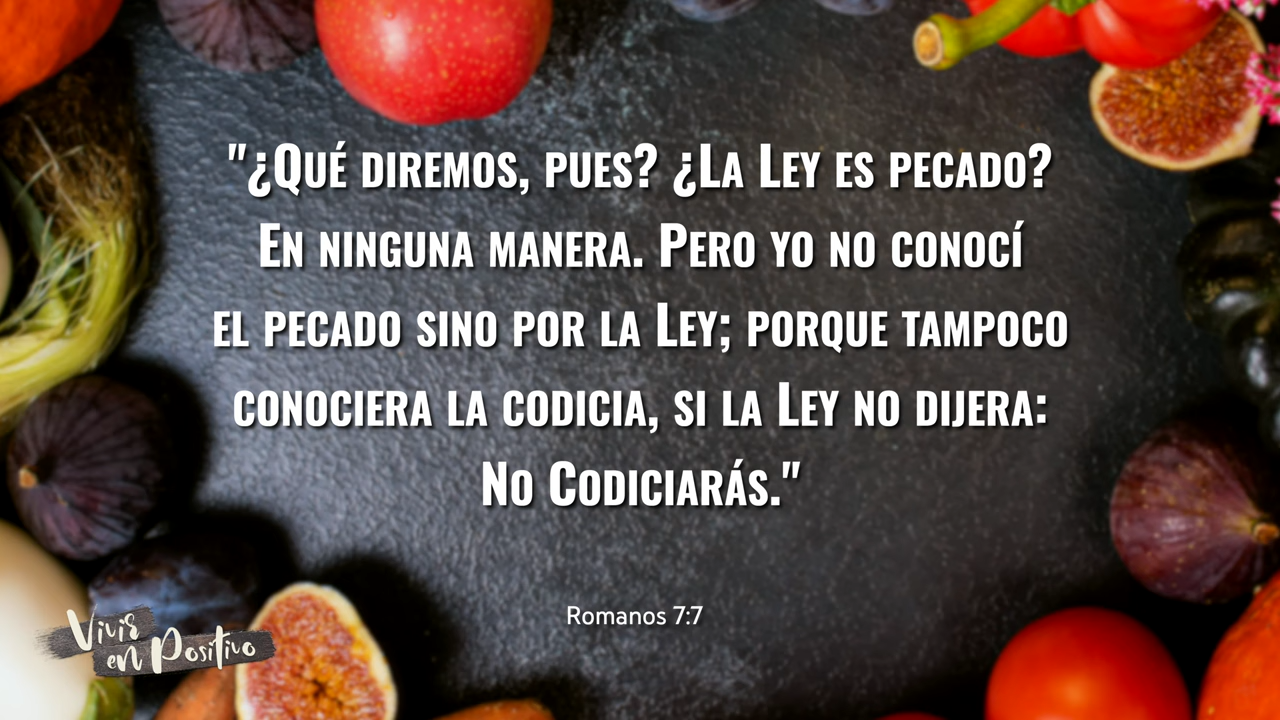 "¿Qué diremos, pues? ¿La Ley es pecado?
En ninguna manera. Pero yo no conocí
el pecado sino por la Ley; porque tampoco
conociera la codicia, si la Ley no dijera:
No Codiciarás."
Romanos 7:7
Vivir
en Positivo